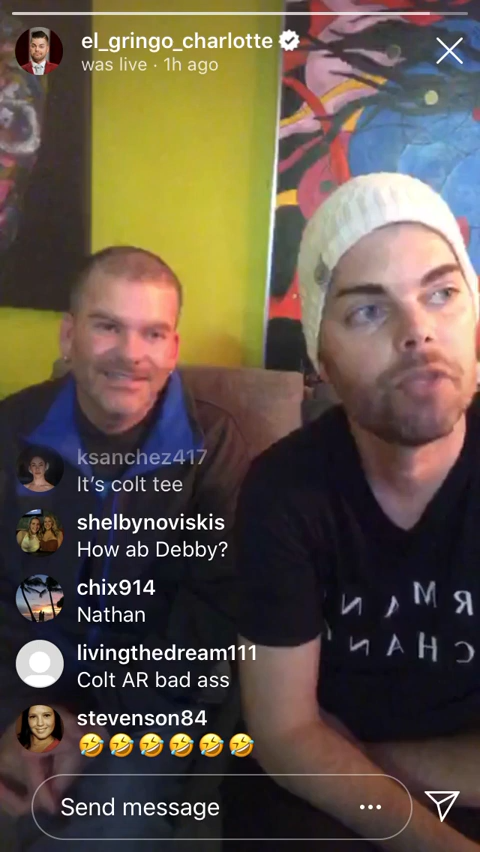 el_gringo_charlotte
was live · 1h ago
ksanchez417
It's colt tee
shelbynoviskis
How ab Debby?
chix914
Nathan
livingthedream111
Colt AR bad ass
stevenson84
🤣🤣🤣🤣🤣🤣
Send message